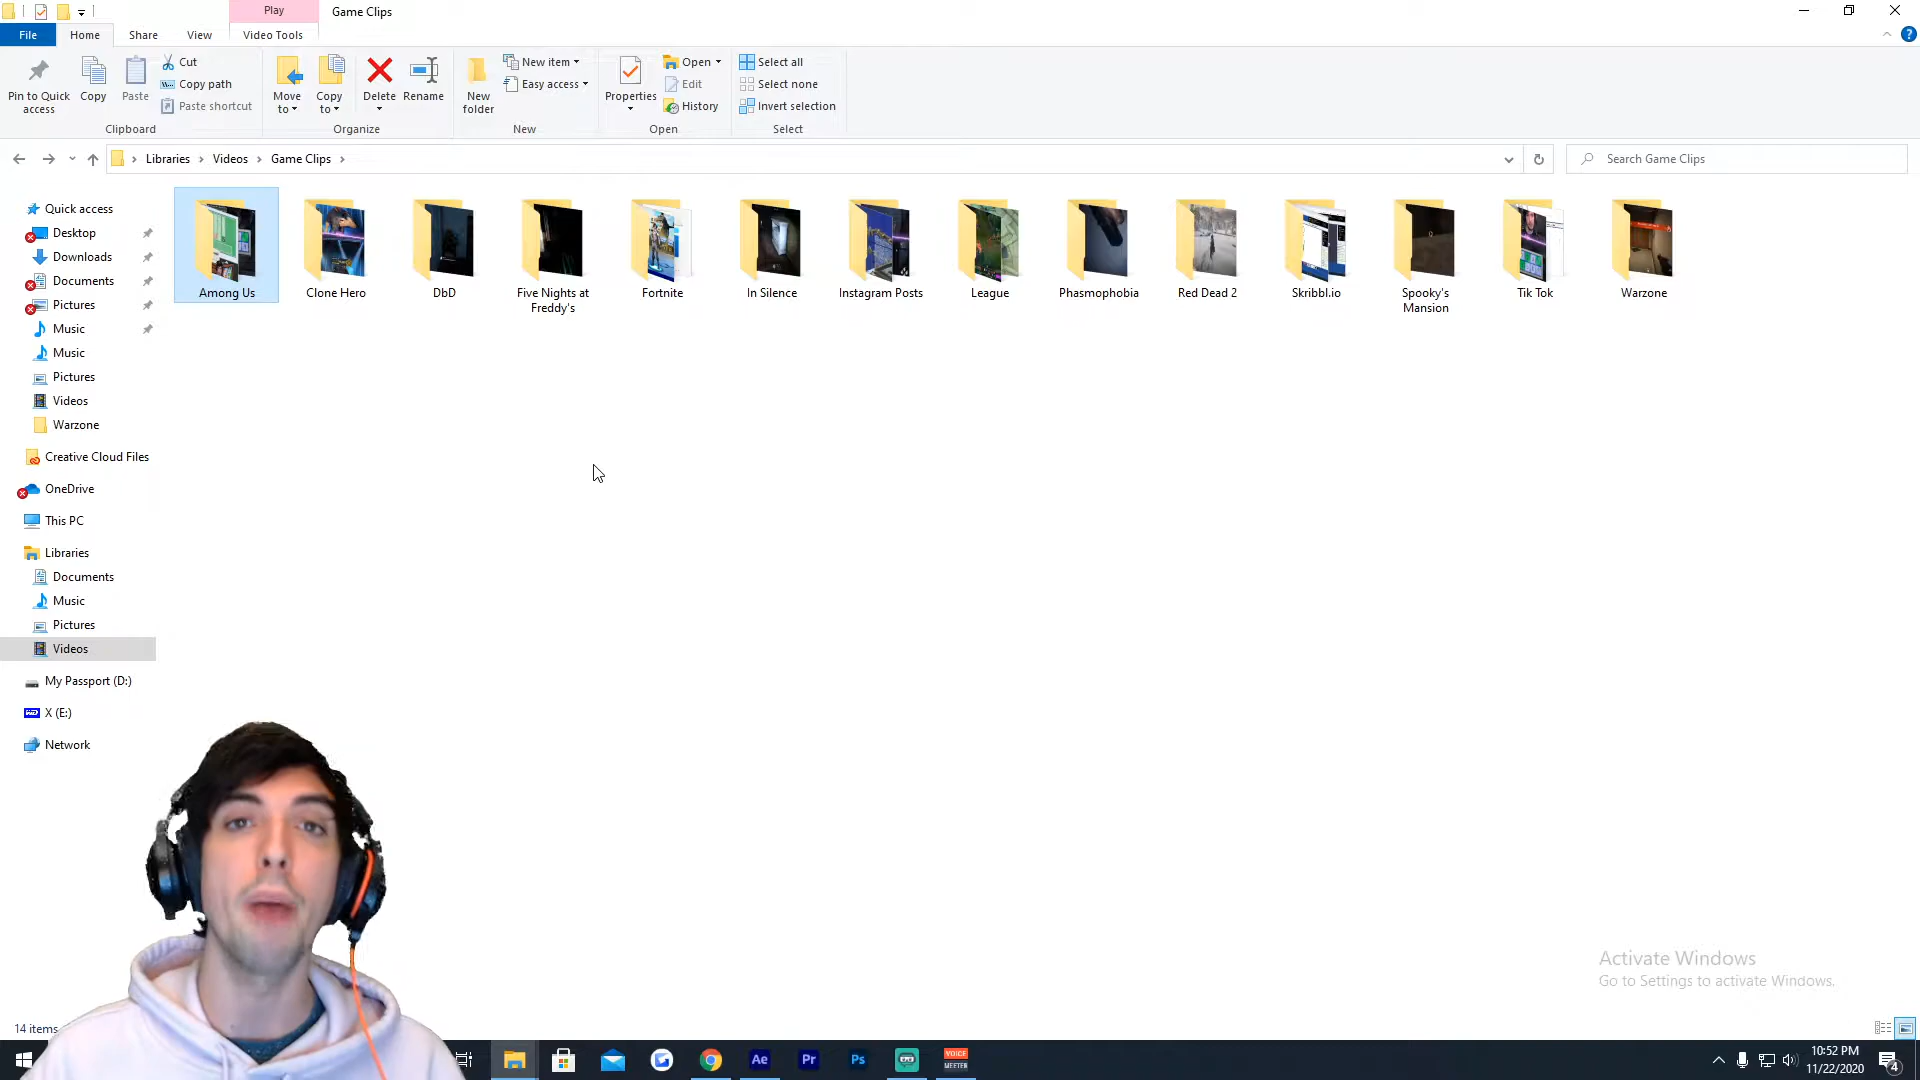 Play
Game Clips
File
Home
Share
View
Video Tools
Pin to Quick
access
Copy
Paste
Cut
Copy path
Paste shortcut
Clipboard
Move
to
Copy
to
Delete
Rename
Organize
New
folder
New item
Easy access
New
Properties
Open
Edit
History
Open
Select all
Select none
Invert selection
Select
Libraries
Videos
Game Clips
Search Game Clips
Quick access
Desktop
Downloads
Documents
Pictures
Music
Music
Pictures
Videos
Warzone
Creative Cloud Files
OneDrive
This PC
Libraries
Documents
Music
Pictures
Videos
My Passport (D:)
X (E:)
Network
Among Us
Clone Hero
DbD
Five Nights at
Freddy's
Fortnite
In Silence
Instagram Posts
League
Phasmophobia
Red Dead 2
Skribbl.io
Spooky's
Mansion
Tik Tok
Warzone
Activate Windows
Go to Settings to activate Windows.
14 items
Ae
Pr
Ps
VOICE
MEETER
10:52 PM
11/22/2020
4